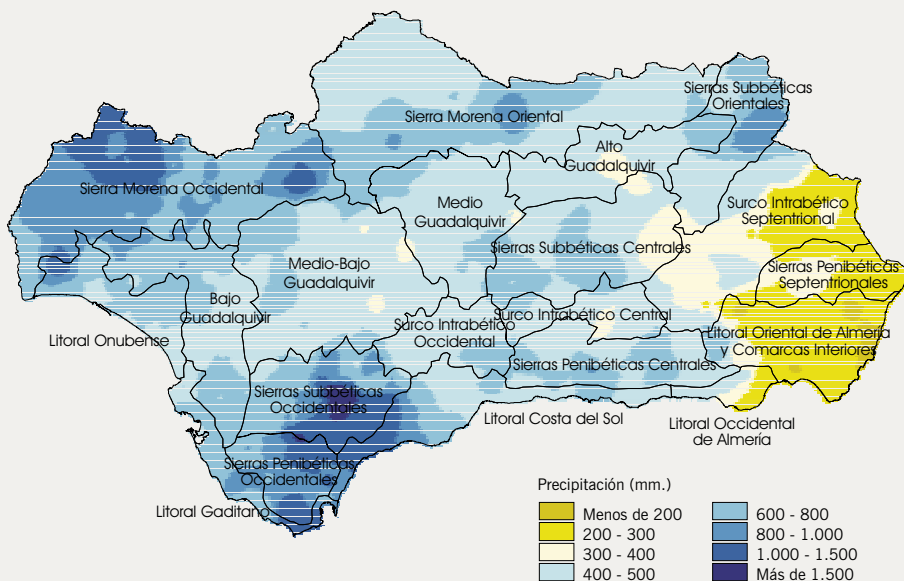 Sierras Subbéticas
Orientales
Sierra Morena Oriental
Alto
Guadalquivir
Sierra Morena Occidental
Medio
Guadalquivir
Surco Intrabético
Septentrional
Sierras Subbéticas Centrales
Medio-Bajo
Guadalquivir
Sierras Penibéticas
Septentrionales
Bajo
Guadalquivir
Surco Intrabético Central
Surco Intrabético
Occidental
Litoral Onubense
Litoral Oriental de Almería
y Comarcas Interiores
Sierras Penibéticas Centrales
Sierras Subbéticas
Occidentales
Litoral Costa del Sol
Litoral Occidental
de Almería
Sierras Penibéticas
Occidentales
Litoral Gaditano
Precipitación (mm.)
Menos de 200
200 - 300
300 - 400
400 - 500
600 - 800
800 - 1.000
1.000 - 1.500
Más de 1.500